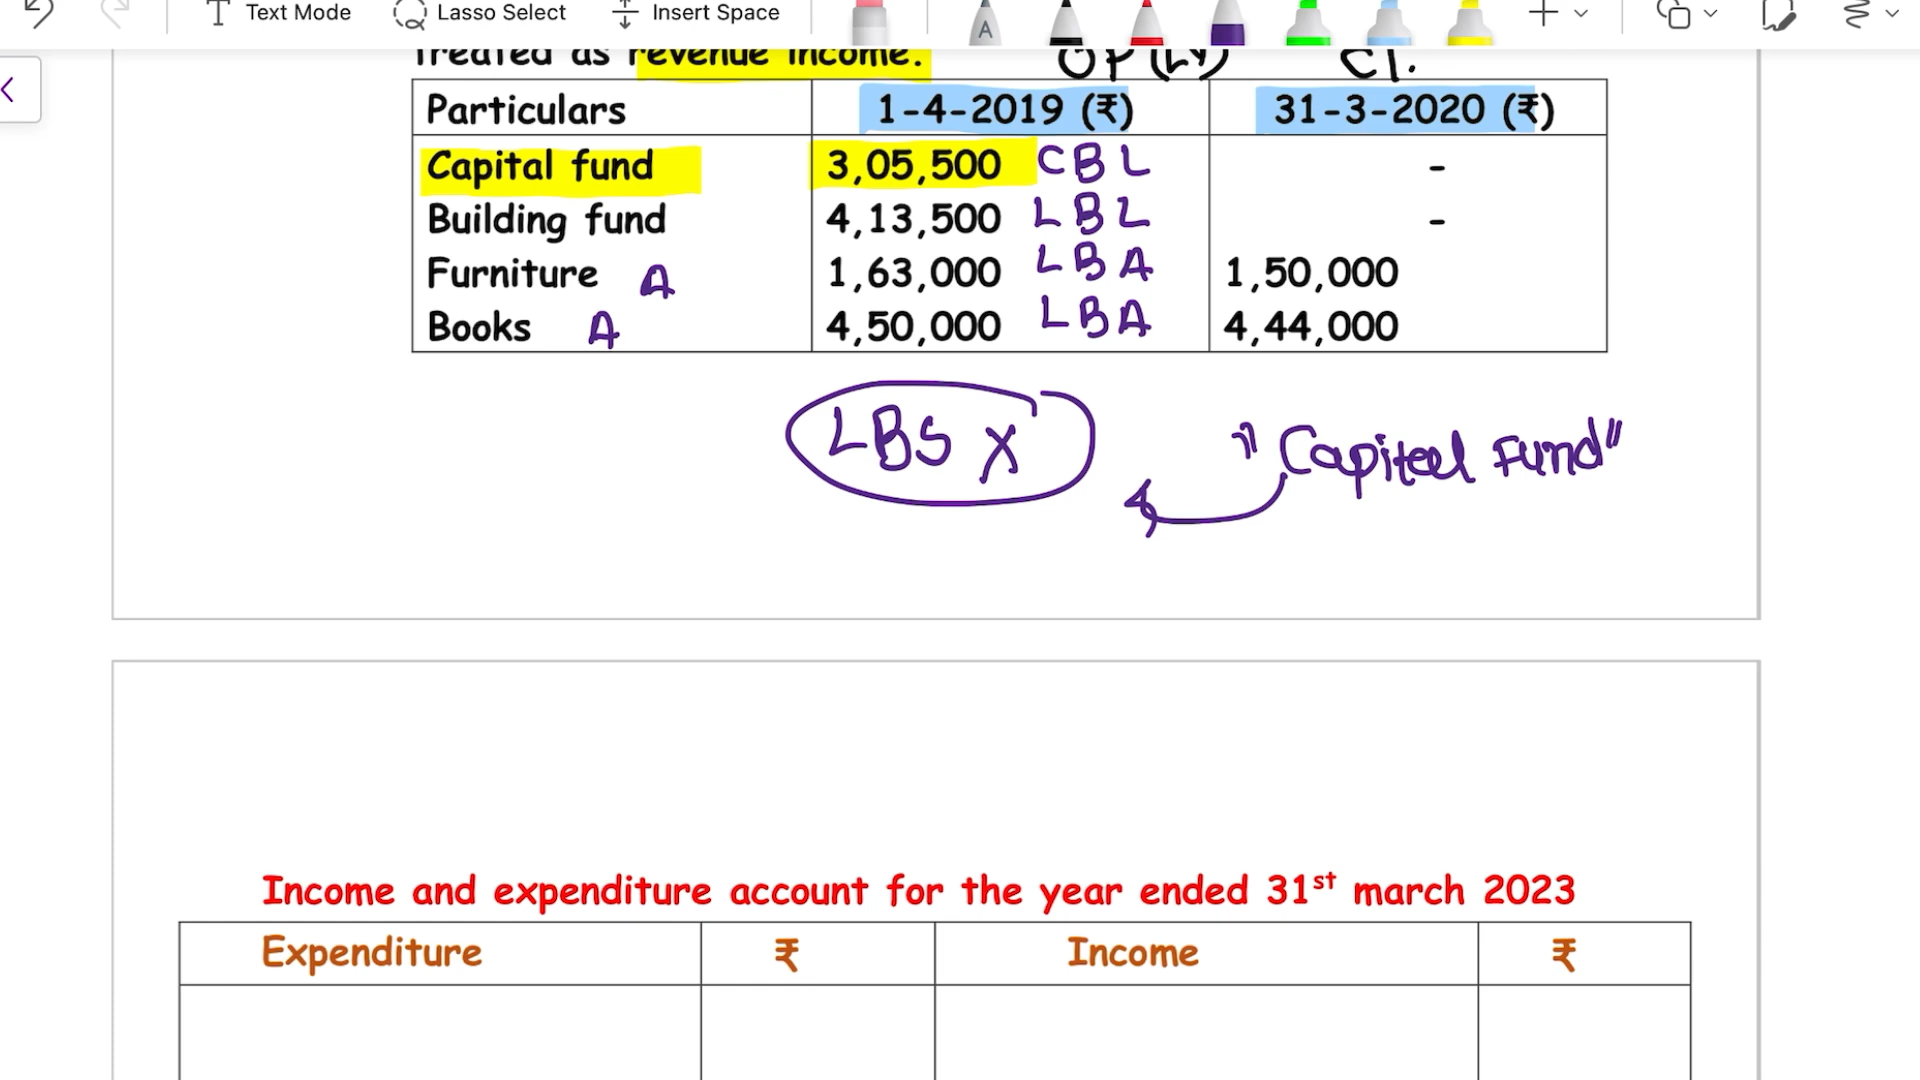 Text Mode Lasso Select Insert Space
A
Treated as revenue income. OP (LY) Cl.
Particulars 1-4-2019 (₹) 31-3-2020 (₹)
Capital fund 3,05,500 CBL -
Building fund 4,13,500 LBL -
Furniture A 1,63,000 LBA 1,50,000
Books A 4,50,000 LBA 4,44,000
LBS X "Capital Fund"
Income and expenditure account for the year ended 31st march 2023
Expenditure ₹ Income ₹